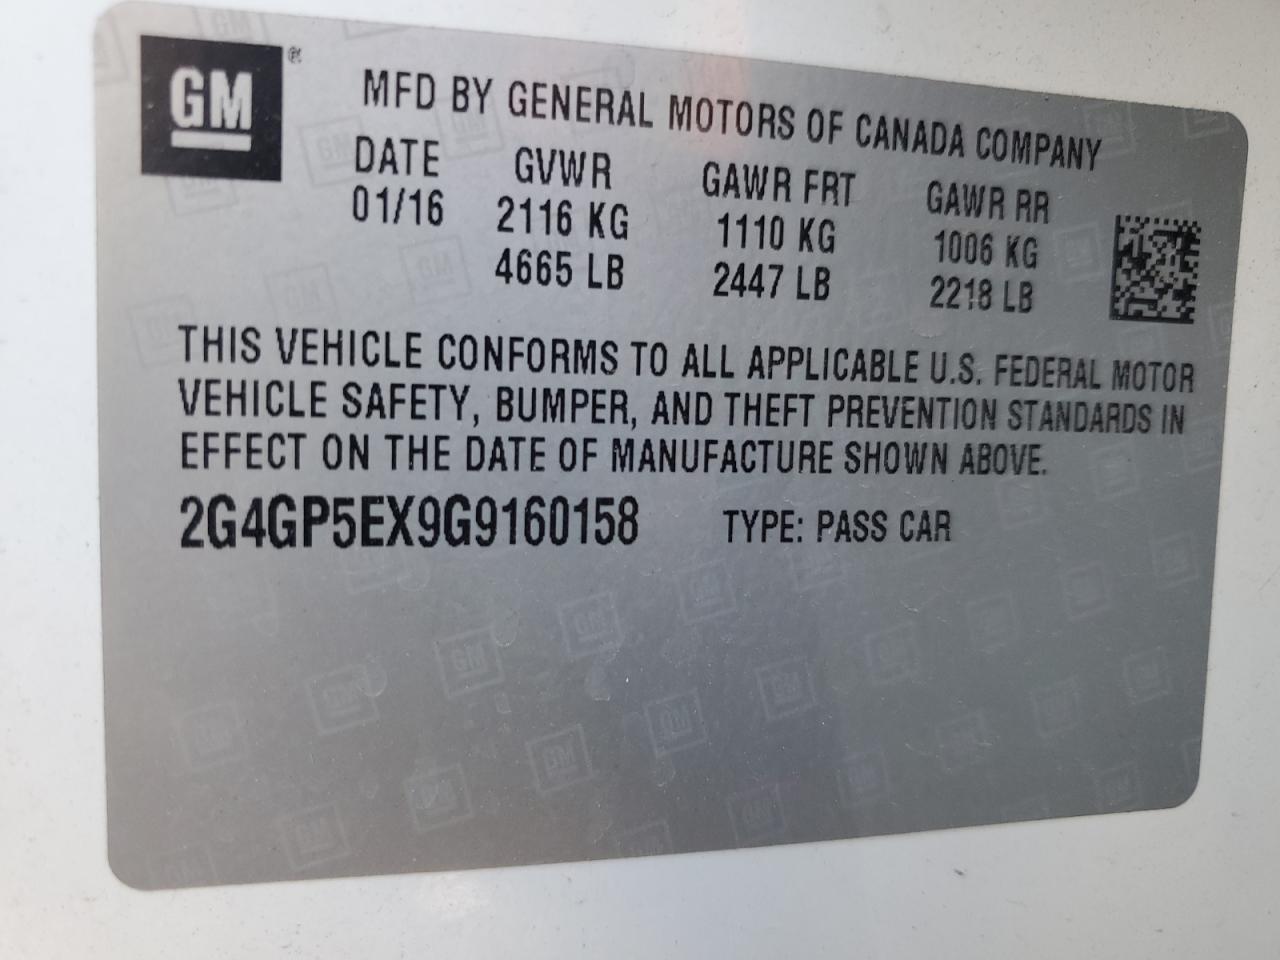 GM ®
MFD BY GENERAL MOTORS OF CANADA COMPANY
DATE GVWR GAWR FRT GAWR RR
01/16 2116 KG 1110 KG 1006 KG
4665 LB 2447 LB 2218 LB
THIS VEHICLE CONFORMS TO ALL APPLICABLE U.S. FEDERAL MOTOR
VEHICLE SAFETY, BUMPER, AND THEFT PREVENTION STANDARDS IN
EFFECT ON THE DATE OF MANUFACTURE SHOWN ABOVE.
2G4GP5EX9G9160158 TYPE: PASS CAR